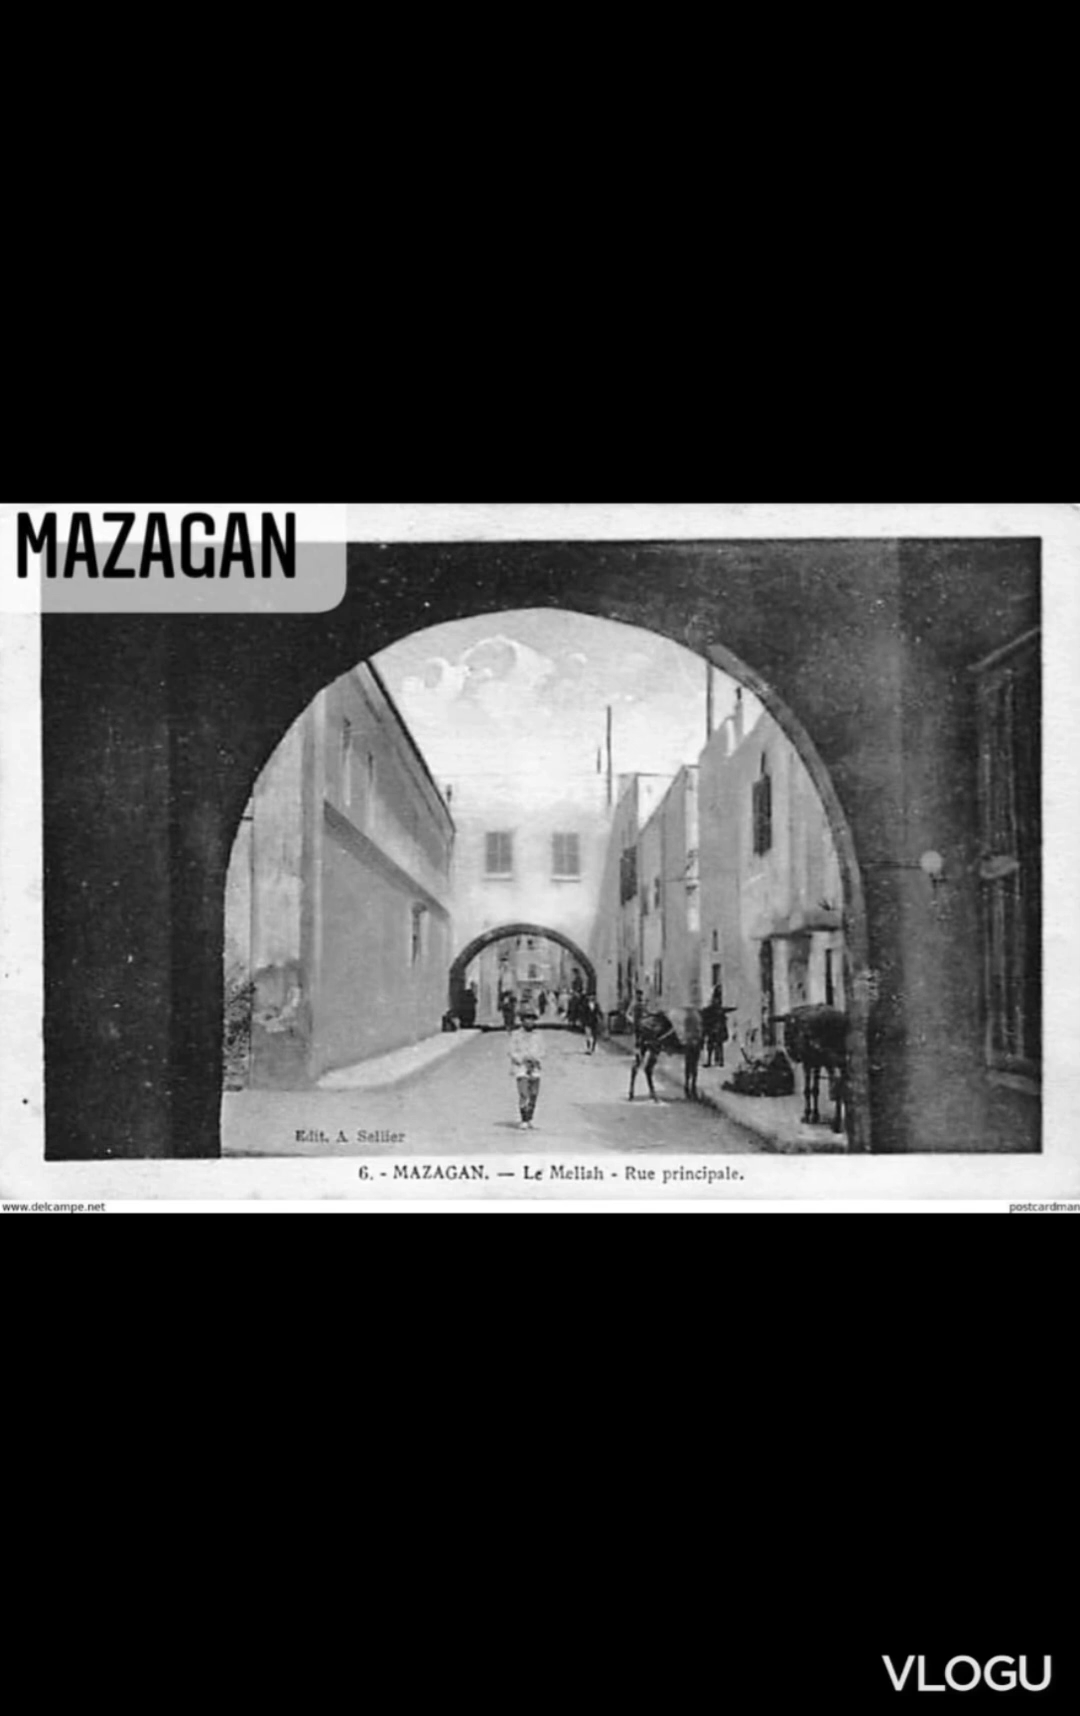 MAZAGAN
Edit. A. Sellier
6. - MAZAGAN. — Le Mellah - Rue principale.
www.delcampe.net
postcardman
VLOGU